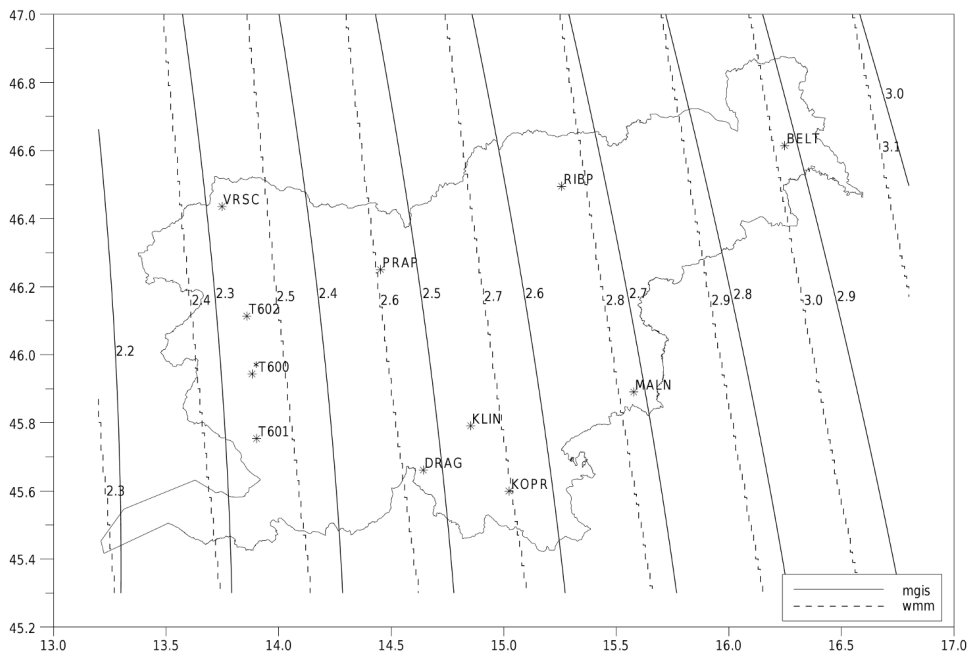 47.0
46.8
3.0
46.6
BELT
3.1
RIBP
46.4
VRSC
PRAP
46.2
2.4
2.3
2.5
2.4
2.6
2.5
2.7
2.6
2.8
2.7
2.9
2.8
3.0
2.9
T602
46.0
2.2
T600
MALN
45.8
KLIN
T601
DRAG
45.6
2.3
KOPR
45.4
mgis
wmm
45.2
13.0
13.5
14.0
14.5
15.0
15.5
16.0
16.5
17.0